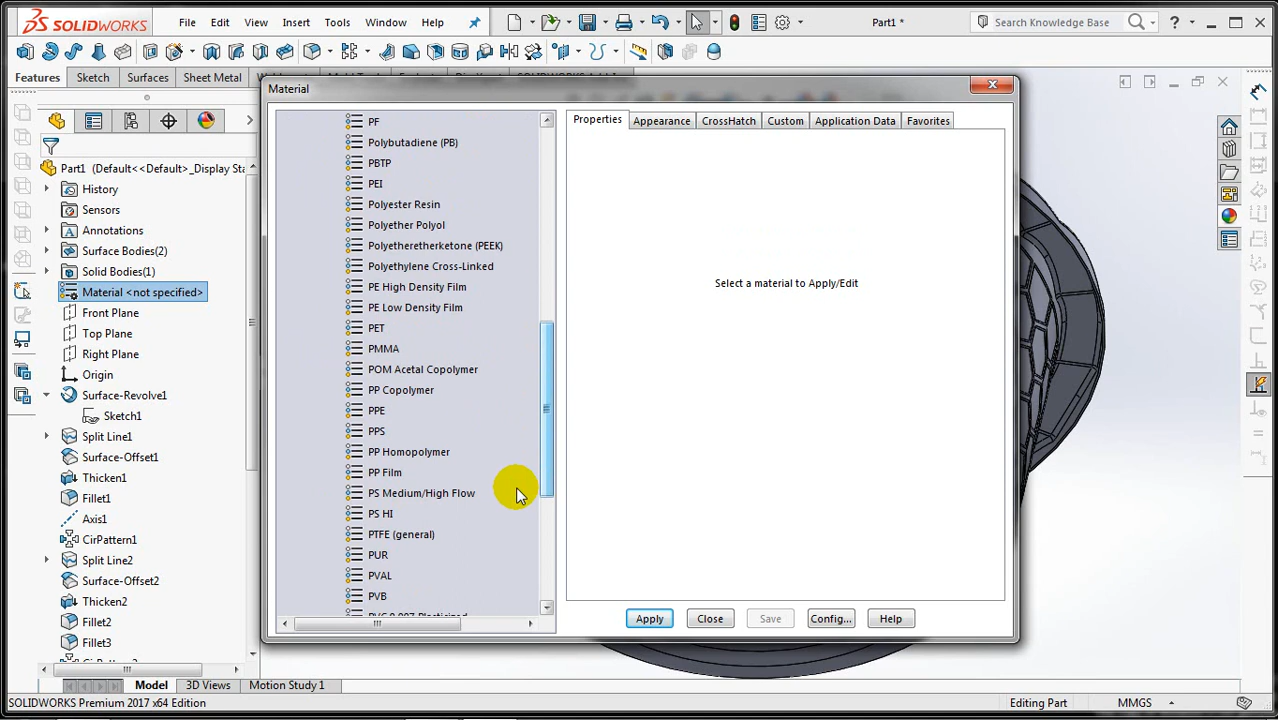 SOLIDWORKS
File Edit View Insert Tools Window Help
Part1 *
Search Knowledge Base
?
Features Sketch Surfaces Sheet Metal
Material
Part1 (Default<<Default>_Display Sta
History
Sensors
Annotations
Surface Bodies(2)
Solid Bodies(1)
Material <not specified>
Front Plane
Top Plane
Right Plane
Origin
Surface-Revolve1
Sketch1
Split Line1
Surface-Offset1
Thicken1
Fillet1
Axis1
CirPattern1
Split Line2
Surface-Offset2
Thicken2
Fillet2
Fillet3
PF
Polybutadiene (PB)
PBTP
PEI
Polyester Resin
Polyether Polyol
Polyetheretherketone (PEEK)
Polyethylene Cross-Linked
PE High Density Film
PE Low Density Film
PET
PMMA
POM Acetal Copolymer
PP Copolymer
PPE
PPS
PP Homopolymer
PP Film
PS Medium/High Flow
PS HI
PTFE (general)
PUR
PVAL
PVB
Properties Appearance CrossHatch Custom Application Data Favorites
Select a material to Apply/Edit
Apply Close Save Config... Help
Model 3D Views Motion Study 1
SOLIDWORKS Premium 2017 x64 Edition
Editing Part
MMGS